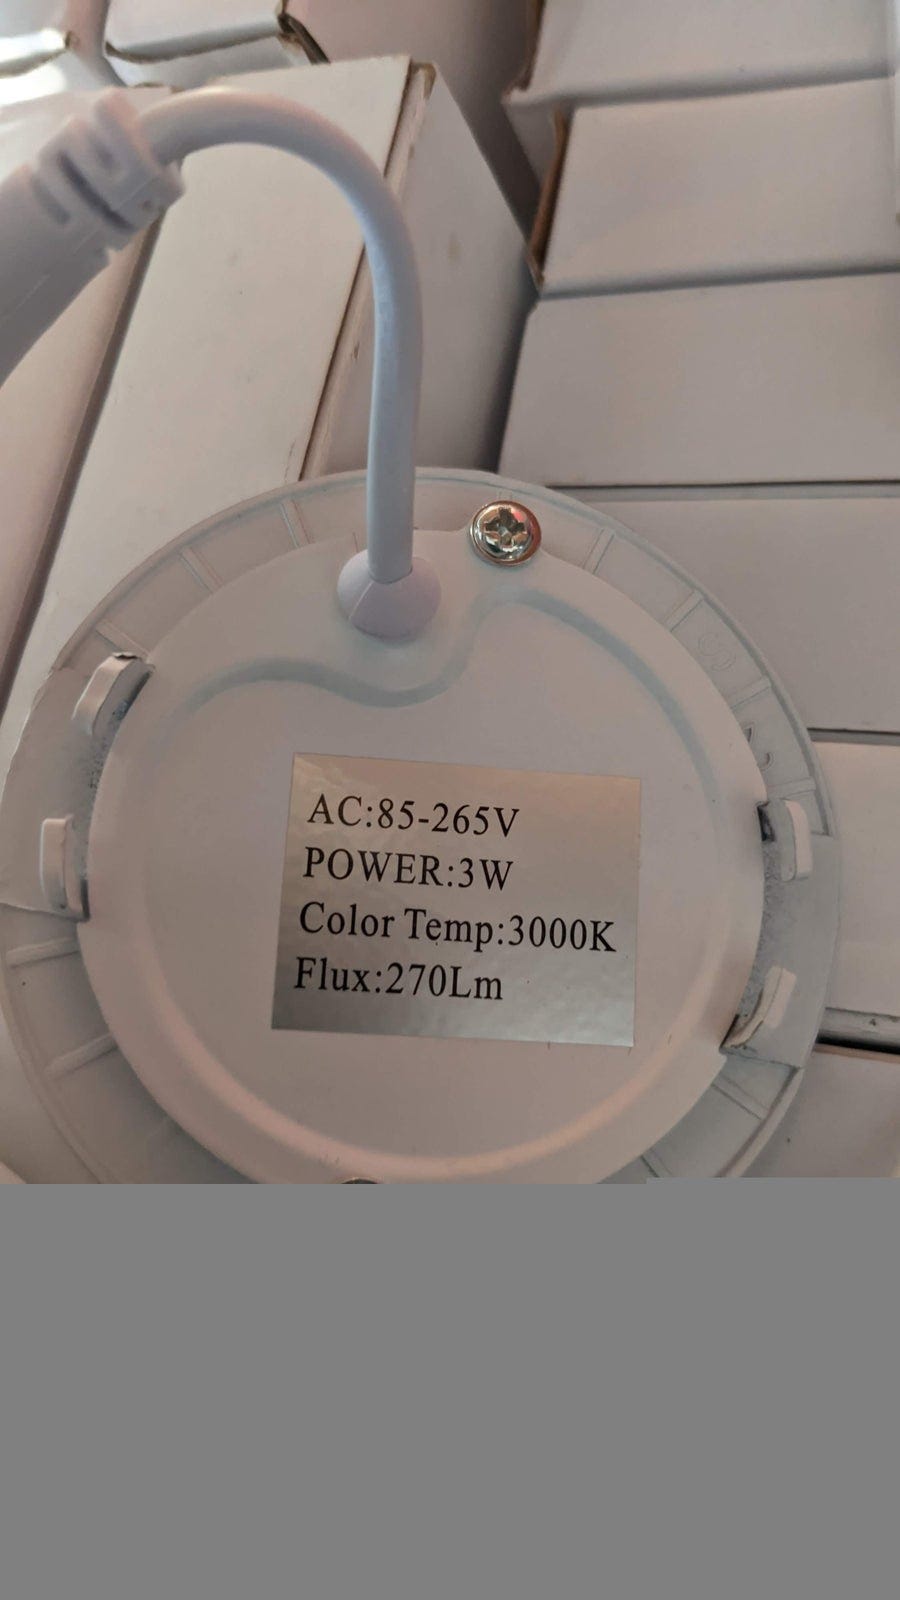 AC:85-265V
POWER:3W
Color Temp:3000K
Flux:270Lm